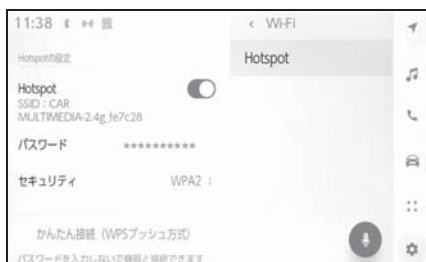 11:38
Hotspotの設定
Hotspot
SSID : CAR
MULTIMEDIA-2.4g_fe7c28
パスワード **********
セキュリティ WPA2
かんたん接続（WPSプッシュ方式）
パスワードを入力しないで機器と接続できます
< Wi-Fi
Hotspot